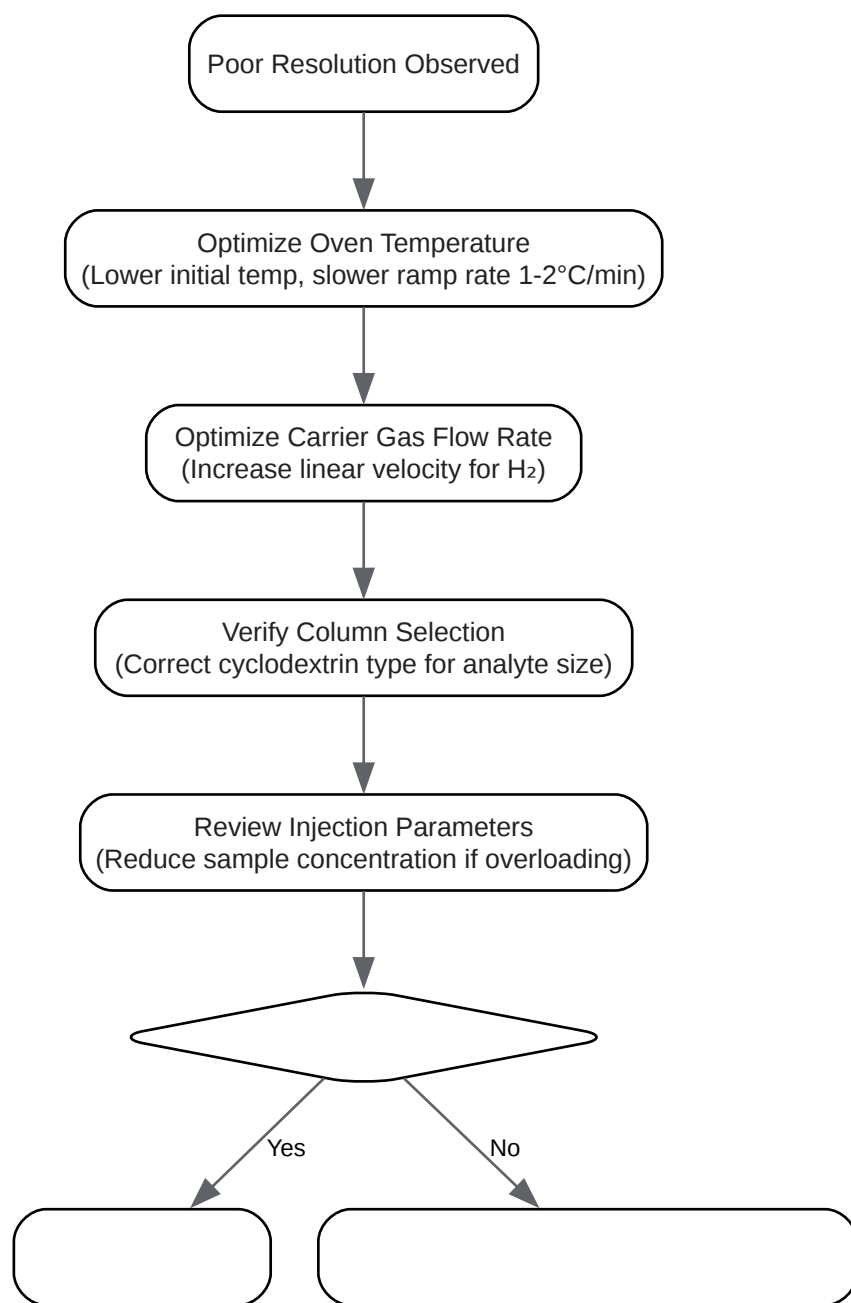 Poor Resolution Observed
Optimize Oven Temperature
(Lower initial temp, slower ramp rate 1-2°C/min)
Optimize Carrier Gas Flow Rate
(Increase linear velocity for H₂)
Verify Column Selection
(Correct cyclodextrin type for analyte size)
Review Injection Parameters
(Reduce sample concentration if overloading)
Yes
No